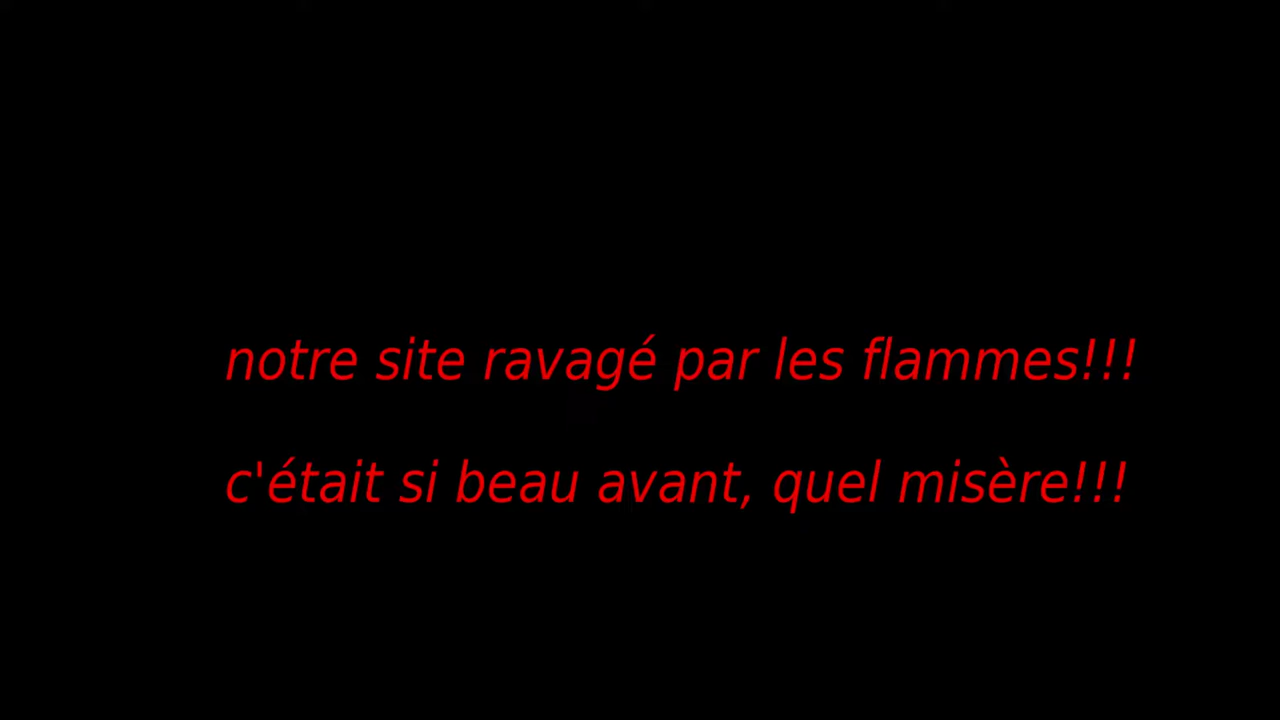 notre site ravagé par les flammes!!!
c'était si beau avant, quel misère!!!